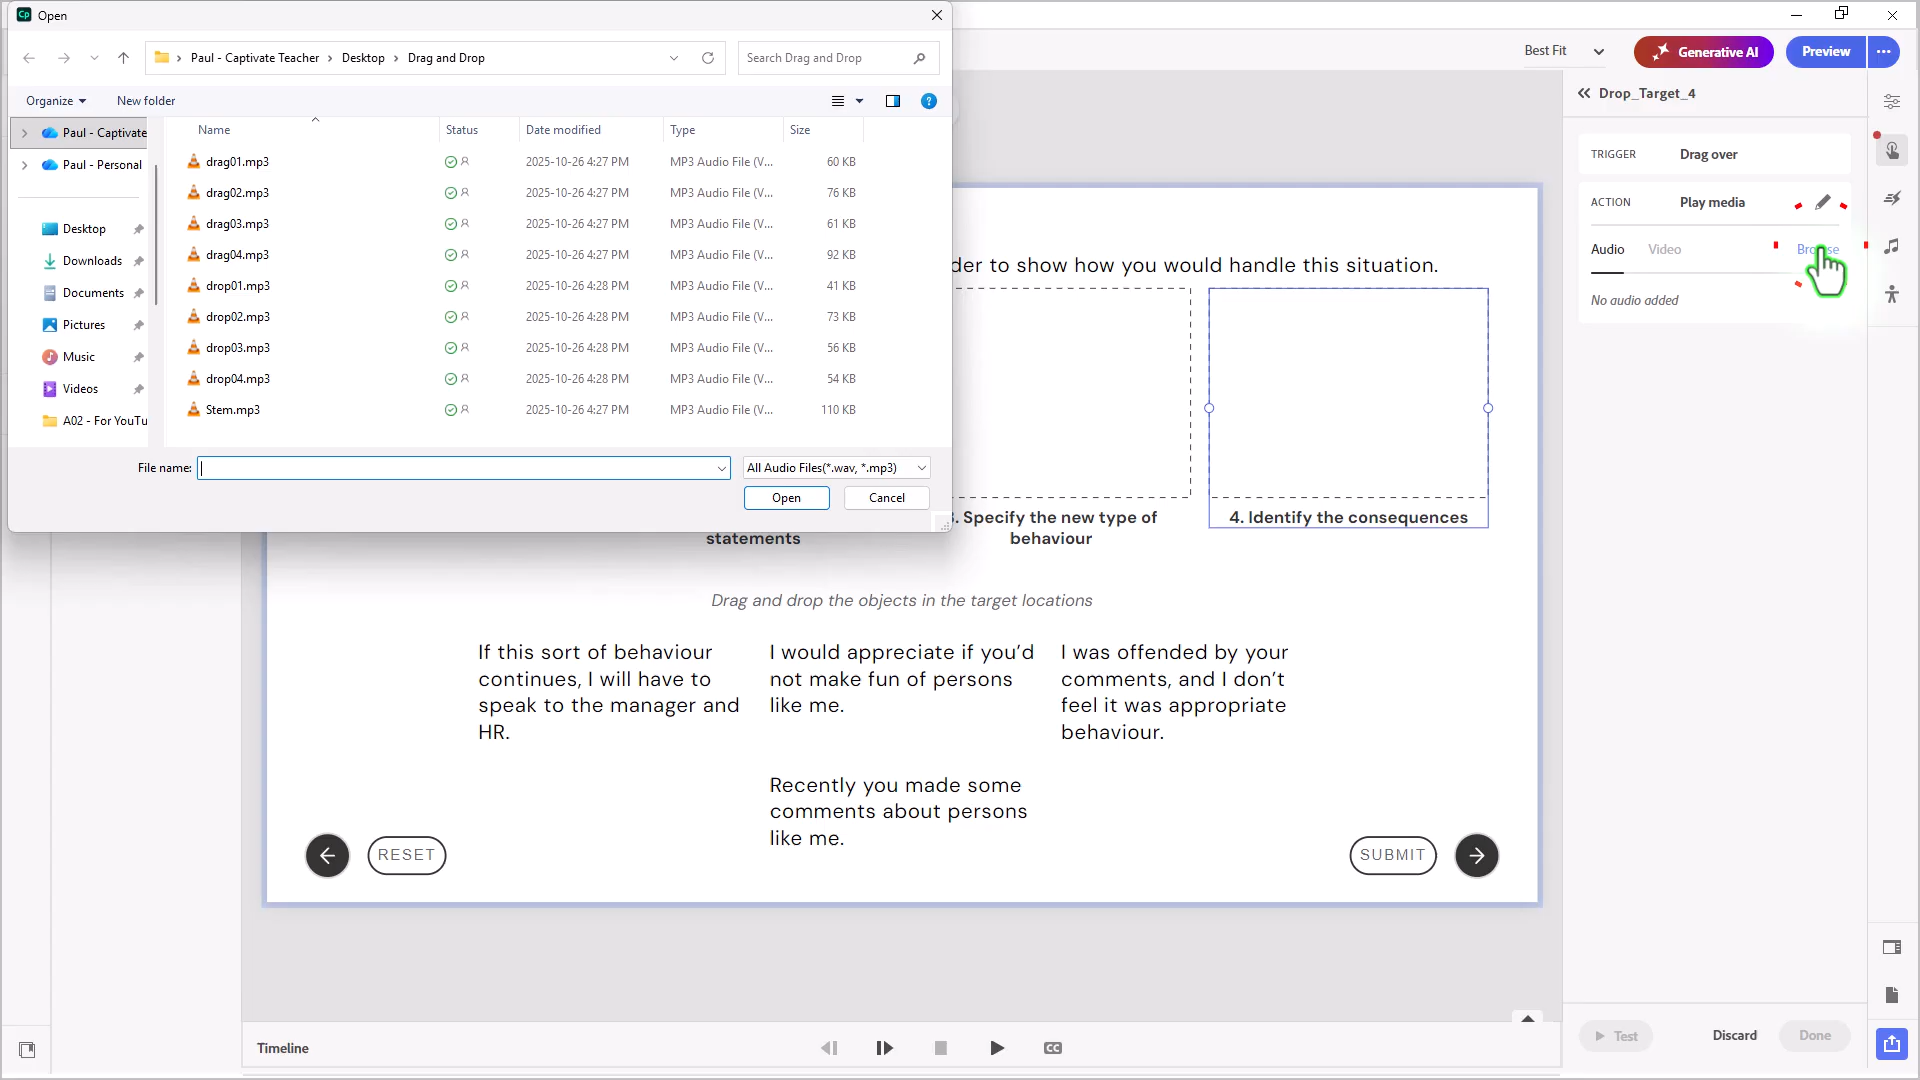 Open
Paul - Captivate Teacher
Desktop
Drag and Drop
Search Drag and Drop
Organize
New folder
Name
Status
Date modified
Type
Size
Paul - Captivate
Paul - Personal
Desktop
Downloads
Documents
Pictures
Music
Videos
A02 - For YouTu
drag01.mp3 2025-10-26 4:27 PM MP3 Audio File (V... 60 KB
drag02.mp3 2025-10-26 4:27 PM MP3 Audio File (V... 76 KB
drag03.mp3 2025-10-26 4:27 PM MP3 Audio File (V... 61 KB
drag04.mp3 2025-10-26 4:27 PM MP3 Audio File (V... 92 KB
drop01.mp3 2025-10-26 4:28 PM MP3 Audio File (V... 41 KB
drop02.mp3 2025-10-26 4:28 PM MP3 Audio File (V... 73 KB
drop03.mp3 2025-10-26 4:28 PM MP3 Audio File (V... 56 KB
drop04.mp3 2025-10-26 4:28 PM MP3 Audio File (V... 54 KB
Stem.mp3 2025-10-26 4:27 PM MP3 Audio File (V... 110 KB
File name:
All Audio Files(*.wav, *.mp3)
Open
Cancel
Best Fit
Generative AI
Preview
Drop_Target_4
TRIGGER Drag over
ACTION Play media
Audio Video
No audio added
der to show how you would handle this situation.
statements
3. Specify the new type of
behaviour
4. Identify the consequences
Drag and drop the objects in the target locations
If this sort of behaviour
continues, I will have to
speak to the manager and
HR.
I would appreciate if you'd
not make fun of persons
like me.
I was offended by your
comments, and I don't
feel it was appropriate
behaviour.
Recently you made some
comments about persons
like me.
RESET
SUBMIT
Timeline
CC
Test
Discard
Done